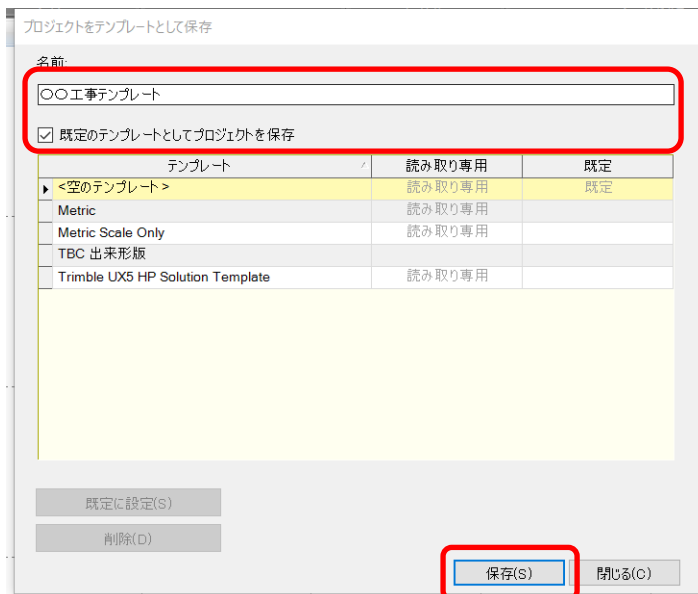 プロジェクトをテンプレートとして保存
名前:
〇〇工事テンプレート
既定のテンプレートとしてプロジェクトを保存
テンプレート 読み取り専用 既定
<空のテンプレート> 読み取り専用 既定
Metric 読み取り専用
Metric Scale Only 読み取り専用
TBC 出来形版
Trimble UX5 HP Solution Template 読み取り専用
既定に設定(S)
削除(D)
保存(S) 閉じる(C)